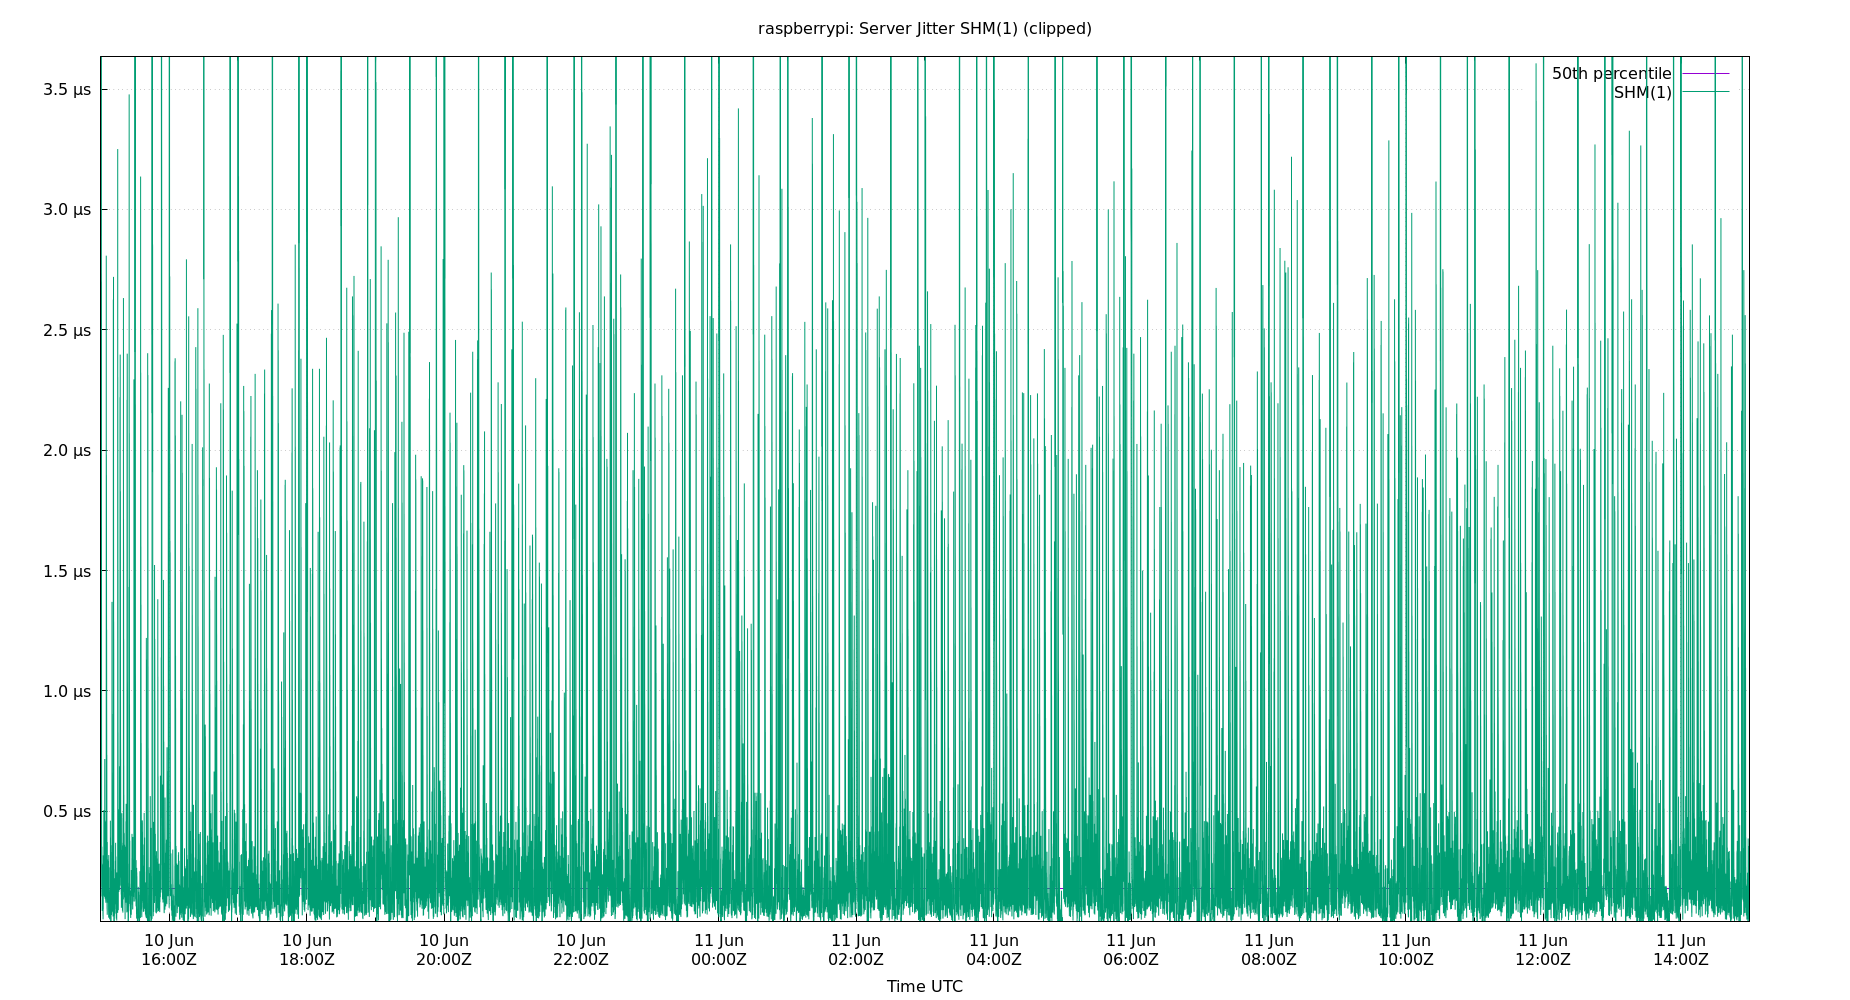 raspberrypi: Server Jitter SHM(1) (clipped)
50th percentile
SHM(1)
3.5 µs
3.0 µs
2.5 µs
2.0 µs
1.5 µs
1.0 µs
0.5 µs
10 Jun 10 Jun 10 Jun 10 Jun 11 Jun 11 Jun 11 Jun 11 Jun 11 Jun 11 Jun 11 Jun 11 Jun
16:00Z 18:00Z 20:00Z 22:00Z 00:00Z 02:00Z 04:00Z 06:00Z 08:00Z 10:00Z 12:00Z 14:00Z
Time UTC